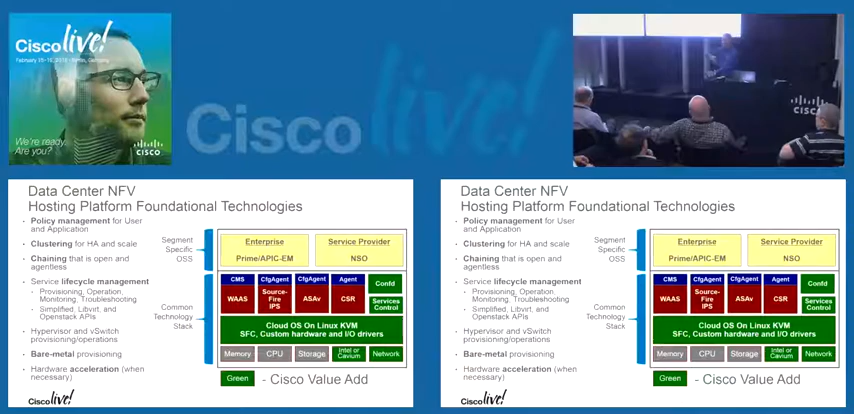 Cisco live!
February 15-19, 2016 · Berlin, Germany
We're ready.
Are you?
CISCO
Cisco live!
CISCO
Data Center NFV
Hosting Platform Foundational Technologies
· Policy management for User
and Application
· Clustering for HA and scale
· Chaining that is open and
agentless
· Service lifecycle management
· Provisioning, Operation,
Monitoring, Troubleshooting
· Simplified, Libvirt, and
Openstack APIs
· Hypervisor and vSwitch
provisioning/operations
· Bare-metal provisioning
· Hardware acceleration (when
necessary)
Segment
Specific
OSS
Common
Technology
Stack
Enterprise
Prime/APIC-EM
Service Provider
NSO
CMS
WAAS
CfgAgent
Source-
Fire
IPS
CfgAgent
ASAv
Agent
CSR
Confd
Services
Control
Cloud OS On Linux KVM
SFC, Custom hardware and I/O drivers
Memory
CPU
Storage
Intel or
Cavium
Network
Green - Cisco Value Add
Cisco live!
Data Center NFV
Hosting Platform Foundational Technologies
· Policy management for User
and Application
· Clustering for HA and scale
· Chaining that is open and
agentless
· Service lifecycle management
· Provisioning, Operation,
Monitoring, Troubleshooting
· Simplified, Libvirt, and
Openstack APIs
· Hypervisor and vSwitch
provisioning/operations
· Bare-metal provisioning
· Hardware acceleration (when
necessary)
Segment
Specific
OSS
Common
Technology
Stack
Enterprise
Prime/APIC-EM
Service Provider
NSO
CMS
WAAS
CfgAgent
Source-
Fire
IPS
CfgAgent
ASAv
Agent
CSR
Confd
Services
Control
Cloud OS On Linux KVM
SFC, Custom hardware and I/O drivers
Memory
CPU
Storage
Intel or
Cavium
Network
Green - Cisco Value Add
Cisco live!